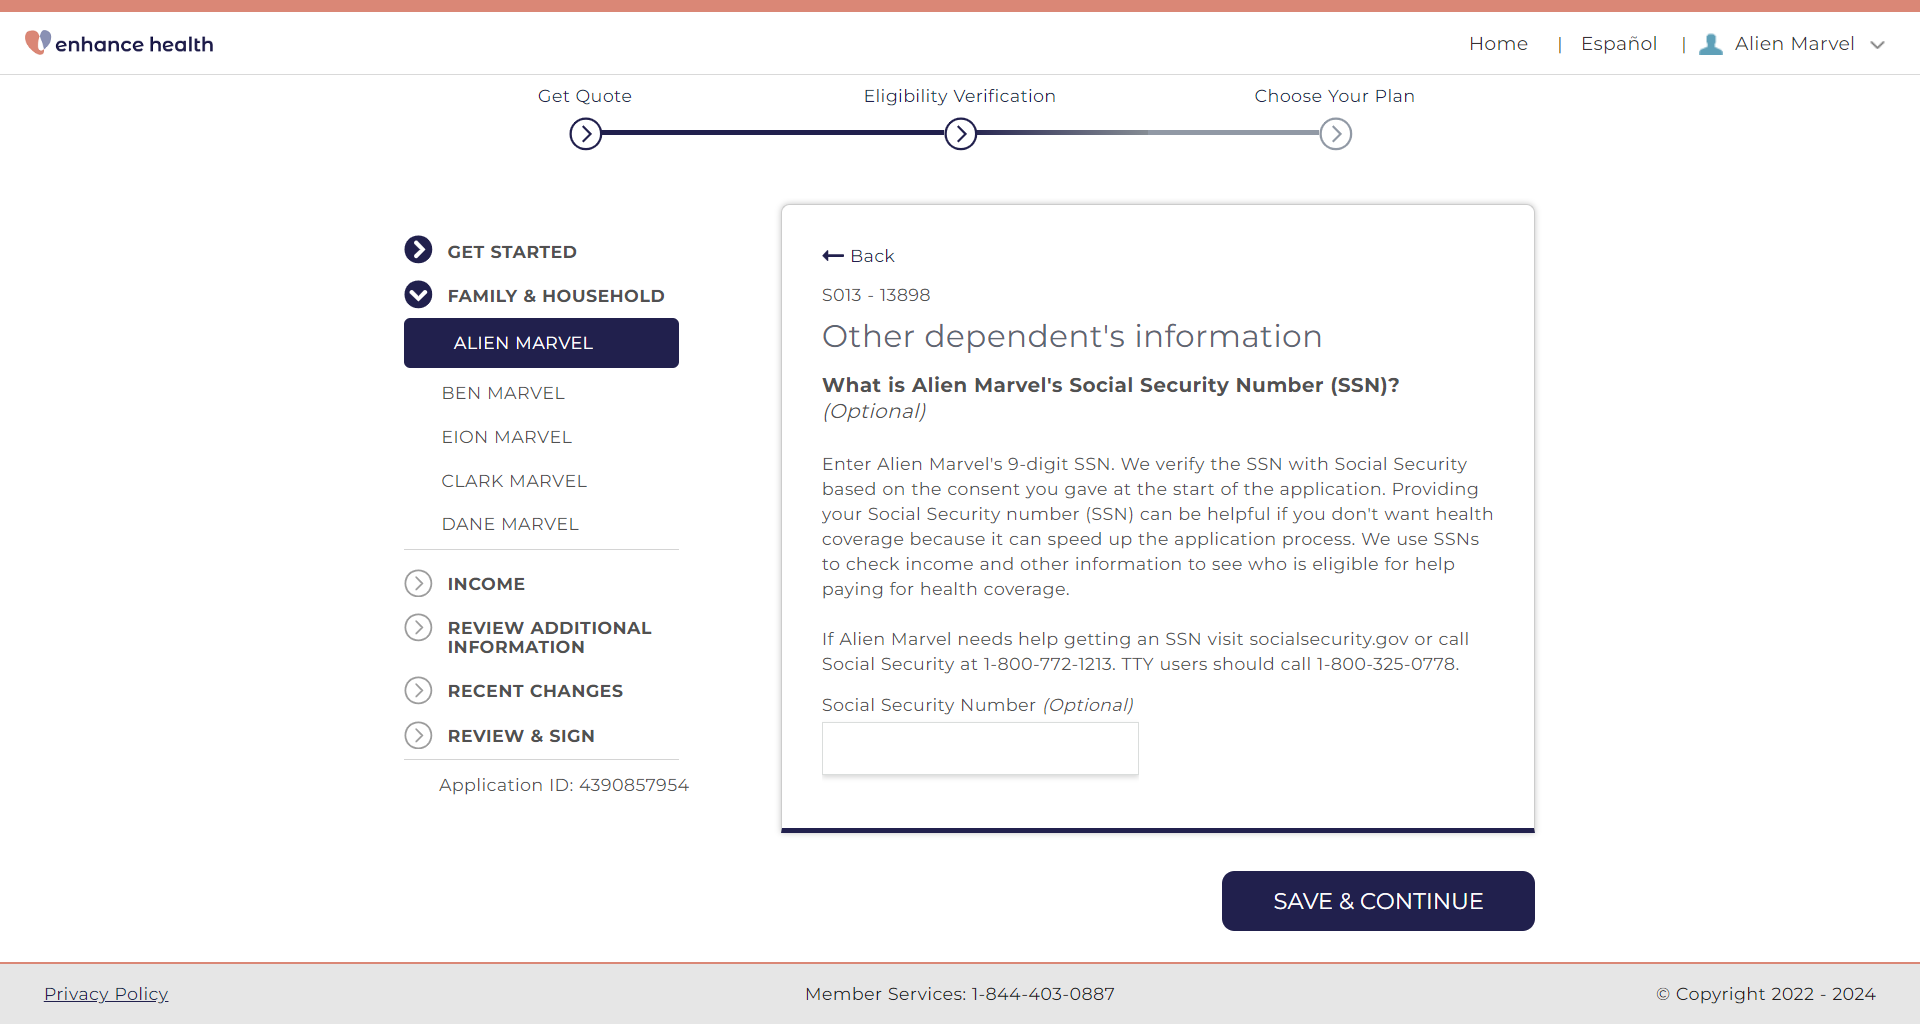 enhance health
Home | Español | Alien Marvel
Get Quote
Eligibility Verification
Choose Your Plan
GET STARTED
FAMILY & HOUSEHOLD
ALIEN MARVEL
BEN MARVEL
EION MARVEL
CLARK MARVEL
DANE MARVEL
INCOME
REVIEW ADDITIONAL
INFORMATION
RECENT CHANGES
REVIEW & SIGN
Application ID: 4390857954
Back
S013 - 13898
Other dependent's information
What is Alien Marvel's Social Security Number (SSN)?
(Optional)
Enter Alien Marvel's 9-digit SSN. We verify the SSN with Social Security
based on the consent you gave at the start of the application. Providing
your Social Security number (SSN) can be helpful if you don't want health
coverage because it can speed up the application process. We use SSNs
to check income and other information to see who is eligible for help
paying for health coverage.
If Alien Marvel needs help getting an SSN visit socialsecurity.gov or call
Social Security at 1-800-772-1213. TTY users should call 1-800-325-0778.
Social Security Number (Optional)
SAVE & CONTINUE
Privacy Policy
Member Services: 1-844-403-0887
© Copyright 2022 - 2024